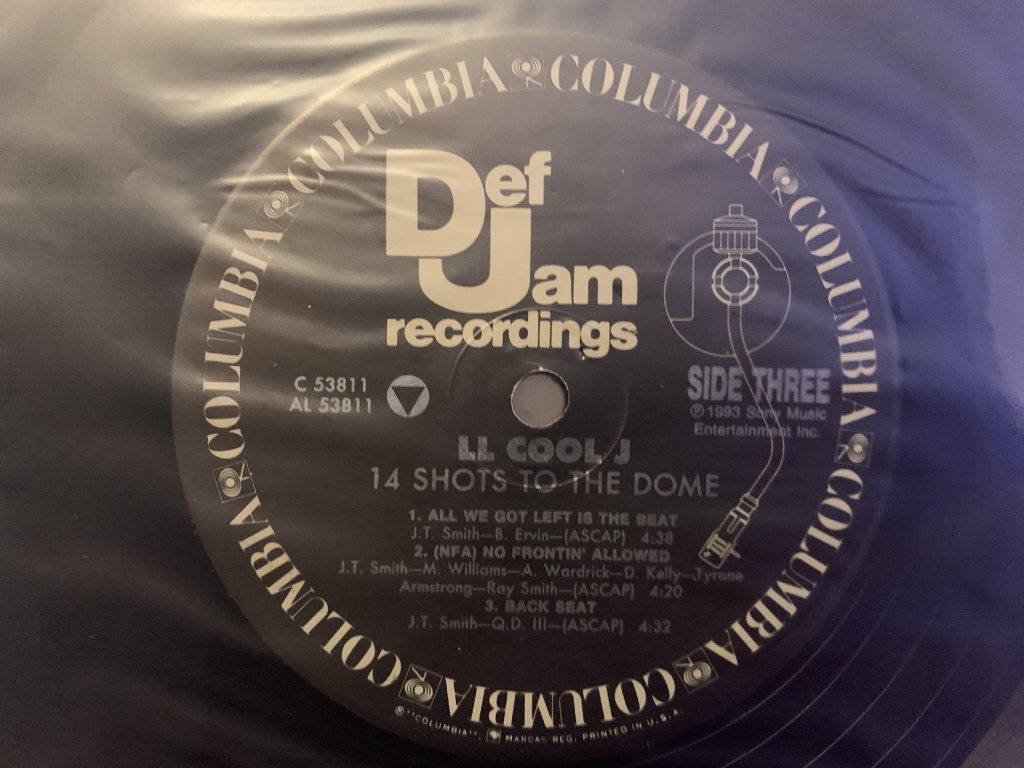 COLUMBIA COLUMBIA COLUMBIA COLUMBIA COLUMBIA COLUMBIA COLUMBIA COLUMBIA COLUMBIA COLUMBIA
Def
Jam
recordings
C 53811
AL 53811
SIDE THREE
℗1993 Sony Music
Entertainment Inc.
LL COOL J
14 SHOTS TO THE DOME
1. ALL WE GOT LEFT IS THE BEAT
J.T. Smith—B. Ervin—(ASCAP) 4:38
2. (NFA) NO FRONTIN' ALLOWED
J.T. Smith—M. Williams—A. Wardrick—D. Kelly—Tyrone
Armstrong—Ray Smith—(ASCAP) 4:20
3. BACK SEAT
J.T. Smith—Q.D. III—(ASCAP) 4:32
®"COLUMBIA", MARCAS REG. PRINTED IN U.S.A.